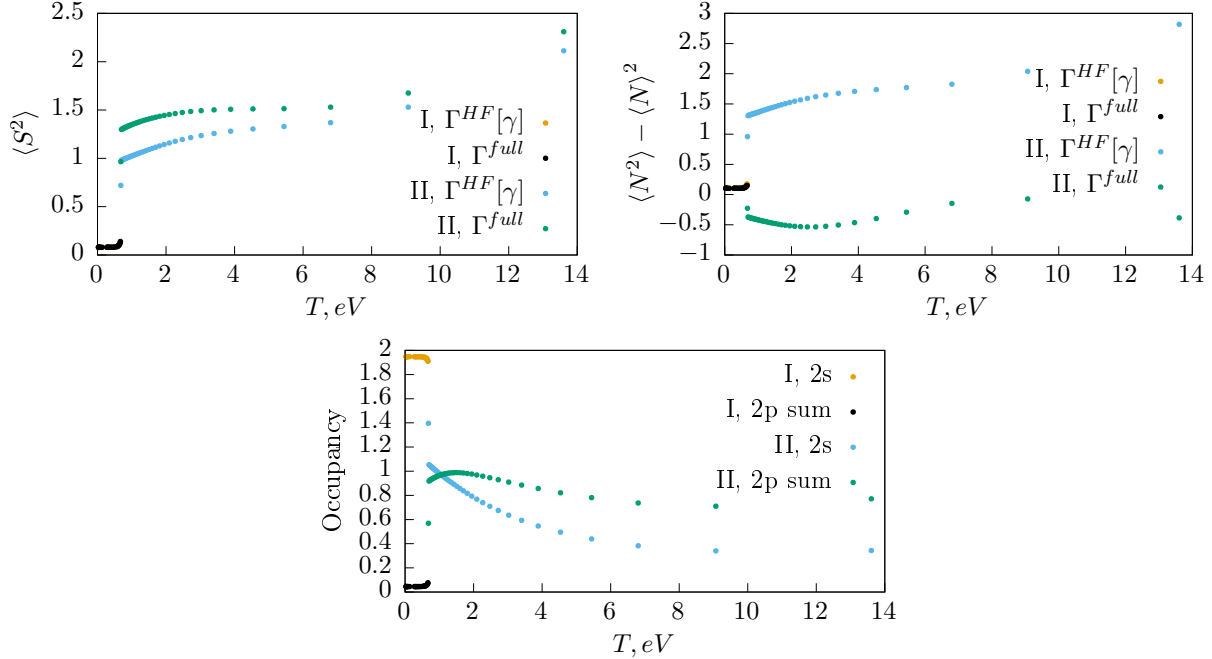 2.5
2
1.5
1
0.5
0
0 2 4 6 8 10 12 14
⟨S²⟩
T, eV
I, Γ^{HF}[γ]
I, Γ^{full}
II, Γ^{HF}[γ]
II, Γ^{full}
3
2.5
2
1.5
1
0.5
0
−0.5
−1
0 2 4 6 8 10 12 14
⟨N²⟩ − ⟨N⟩²
T, eV
I, Γ^{HF}[γ]
I, Γ^{full}
II, Γ^{HF}[γ]
II, Γ^{full}
2
1.8
1.6
1.4
1.2
1
0.8
0.6
0.4
0.2
0
0 2 4 6 8 10 12 14
Occupancy
T, eV
I, 2s
I, 2p sum
II, 2s
II, 2p sum